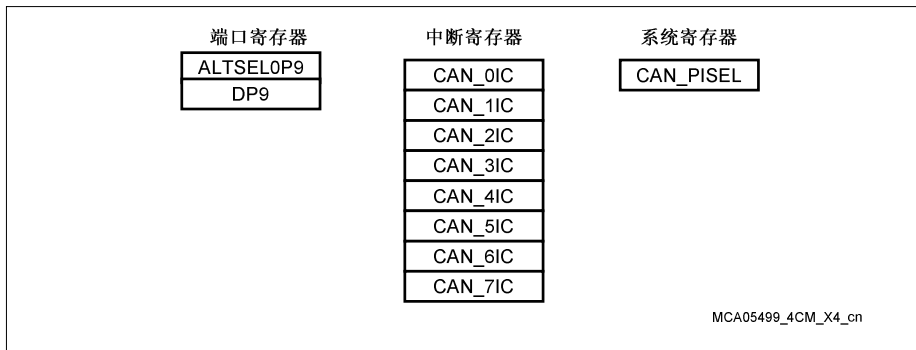 端口寄存器
ALTSEL0P9
DP9
中断寄存器
CAN_0IC
CAN_1IC
CAN_2IC
CAN_3IC
CAN_4IC
CAN_5IC
CAN_6IC
CAN_7IC
系统寄存器
CAN_PISEL
MCA05499_4CM_X4_cn